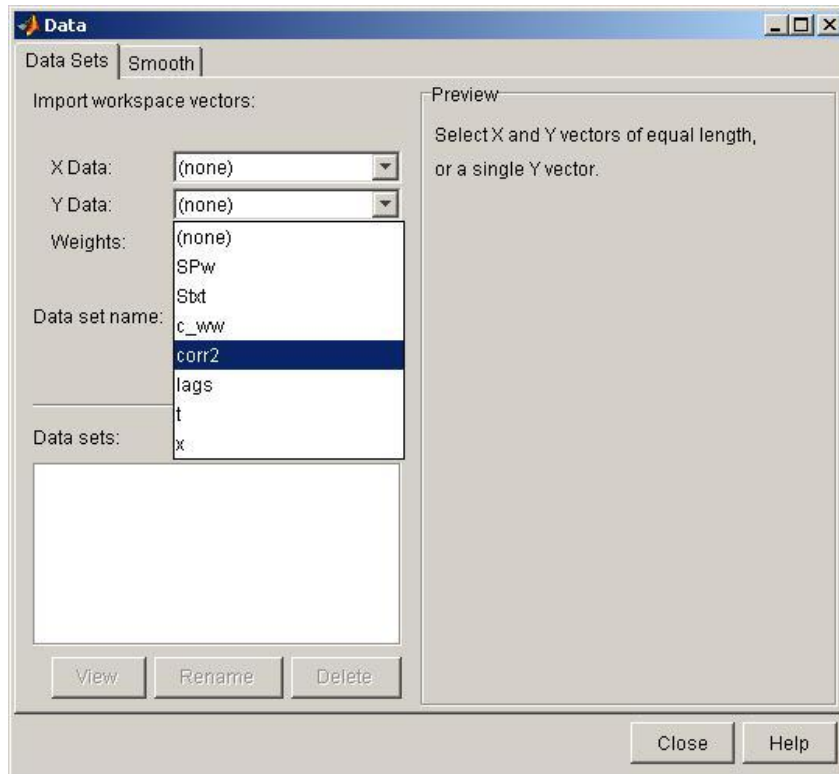 Data
Data Sets Smooth
Import workspace vectors:
X Data: (none)
Y Data: (none)
Weights:
(none)
SPw
Stxt
c_ww
corr2
lags
t
x
Data set name:
Data sets:
View Rename Delete
Preview
Select X and Y vectors of equal length,
or a single Y vector.
Close Help